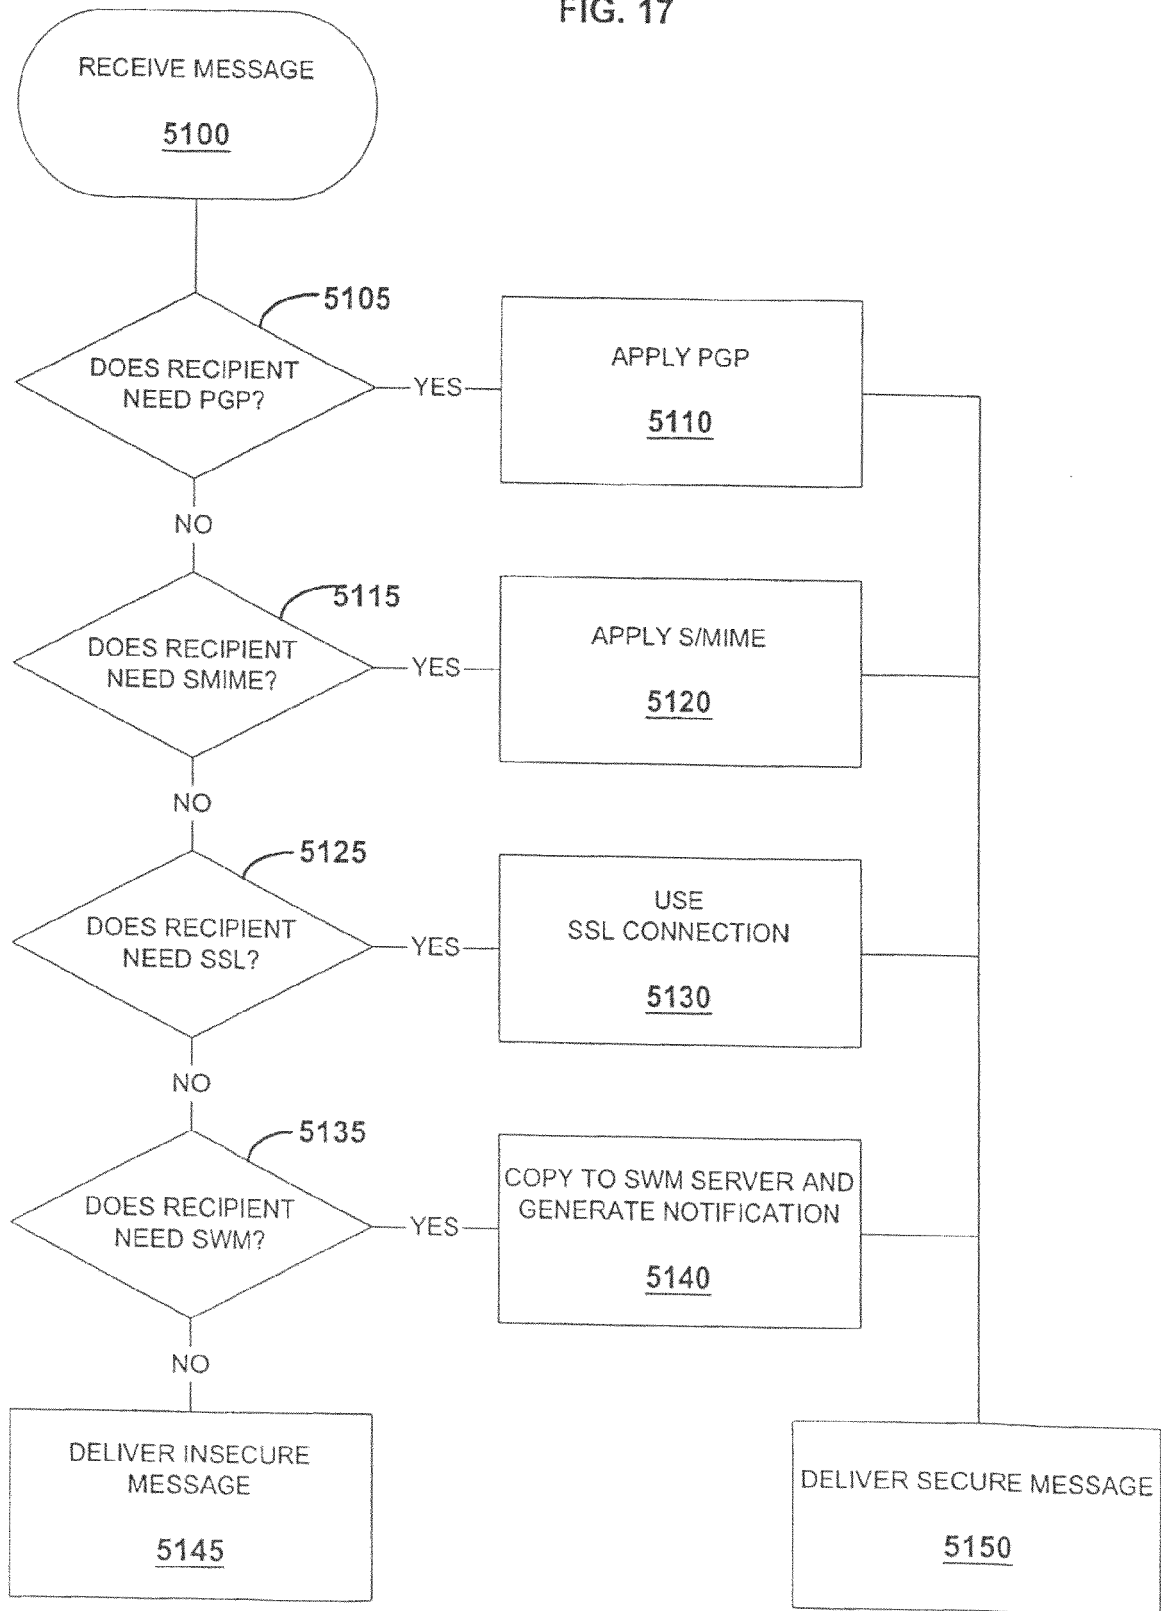 FIG. 17
RECEIVE MESSAGE
5100
5105
DOES RECIPIENT
NEED PGP?
YES
APPLY PGP
5110
NO
5115
DOES RECIPIENT
NEED SMIME?
YES
APPLY S/MIME
5120
NO
5125
DOES RECIPIENT
NEED SSL?
YES
USE
SSL CONNECTION
5130
NO
5135
DOES RECIPIENT
NEED SWM?
YES
COPY TO SWM SERVER AND
GENERATE NOTIFICATION
5140
NO
DELIVER INSECURE
MESSAGE
5145
DELIVER SECURE MESSAGE
5150